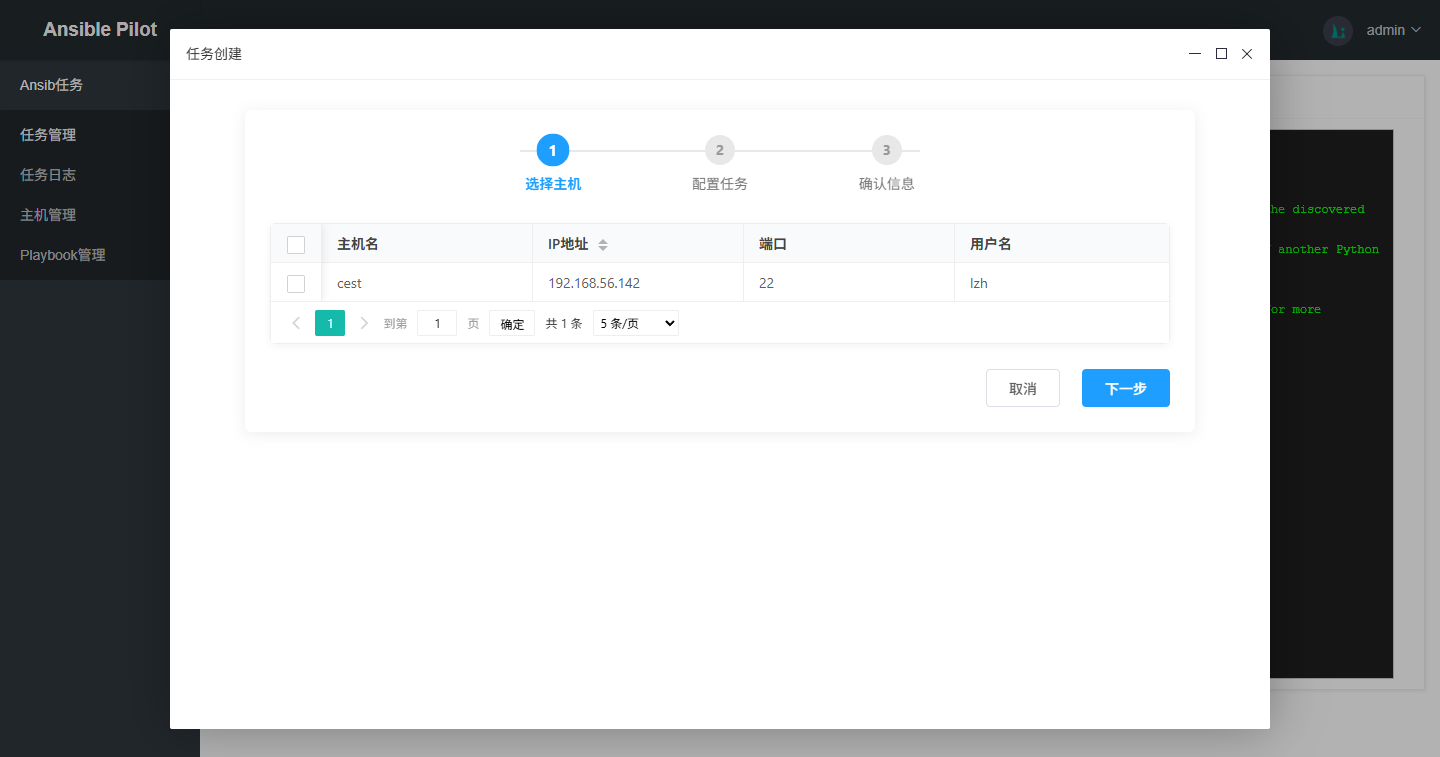 Ansible Pilot
admin
Ansib任务
任务管理
任务日志
主机管理
Playbook管理
任务创建
1 2 3
选择主机 配置任务 确认信息
主机名 IP地址 端口 用户名
cest 192.168.56.142 22 lzh
1 到第 1 页 确定 共 1 条 5 条/页
取消 下一步
he discovered
another Python
or more